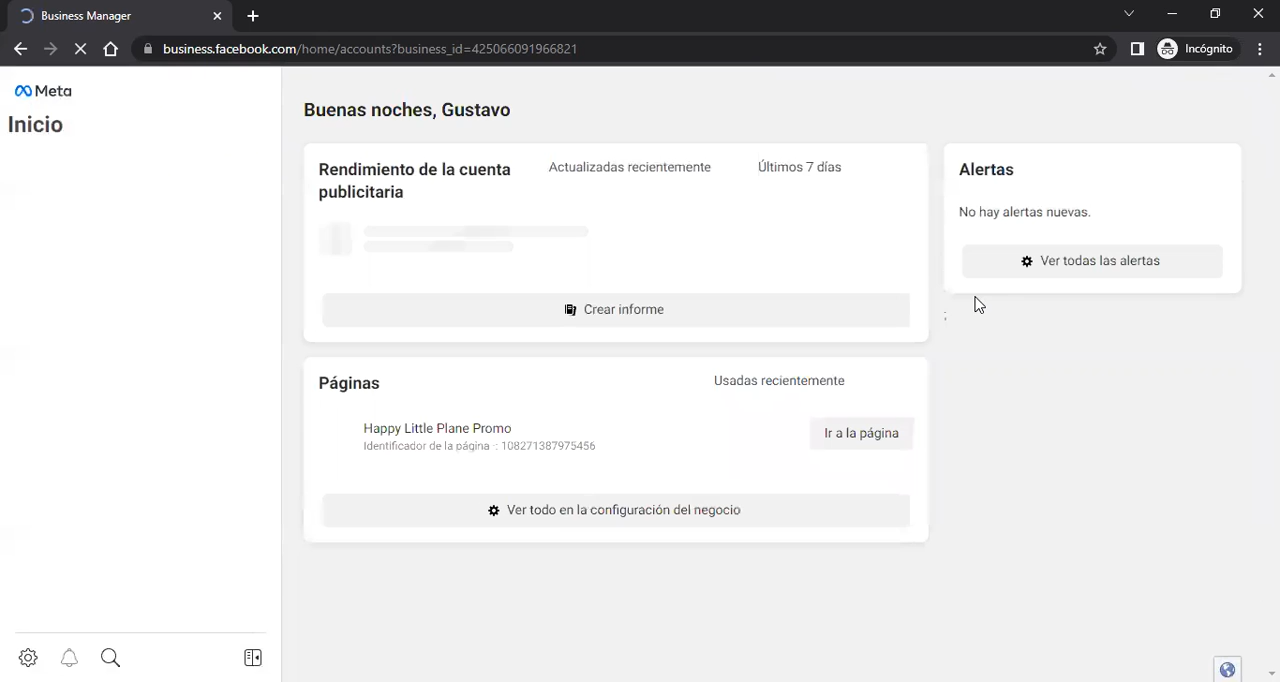 Business Manager
business.facebook.com/home/accounts?business_id=425066091966821
Incógnito
Meta
Inicio
Buenas noches, Gustavo
Rendimiento de la cuenta publicitaria
Actualizadas recientemente
Últimos 7 días
Crear informe
Alertas
No hay alertas nuevas.
Ver todas las alertas
;
Páginas
Usadas recientemente
Happy Little Plane Promo
Identificador de la página ·: 108271387975456
Ir a la página
Ver todo en la configuración del negocio